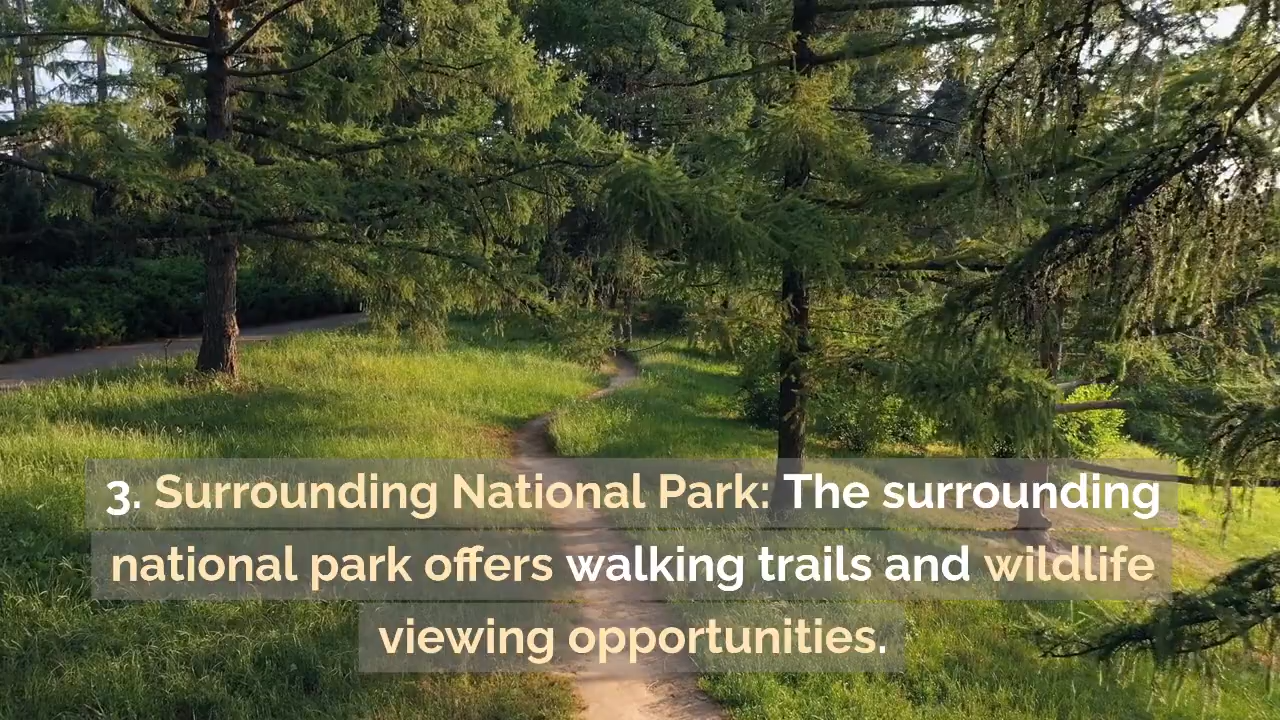 3. Surrounding National Park: The surrounding
national park offers walking trails and wildlife
viewing opportunities.